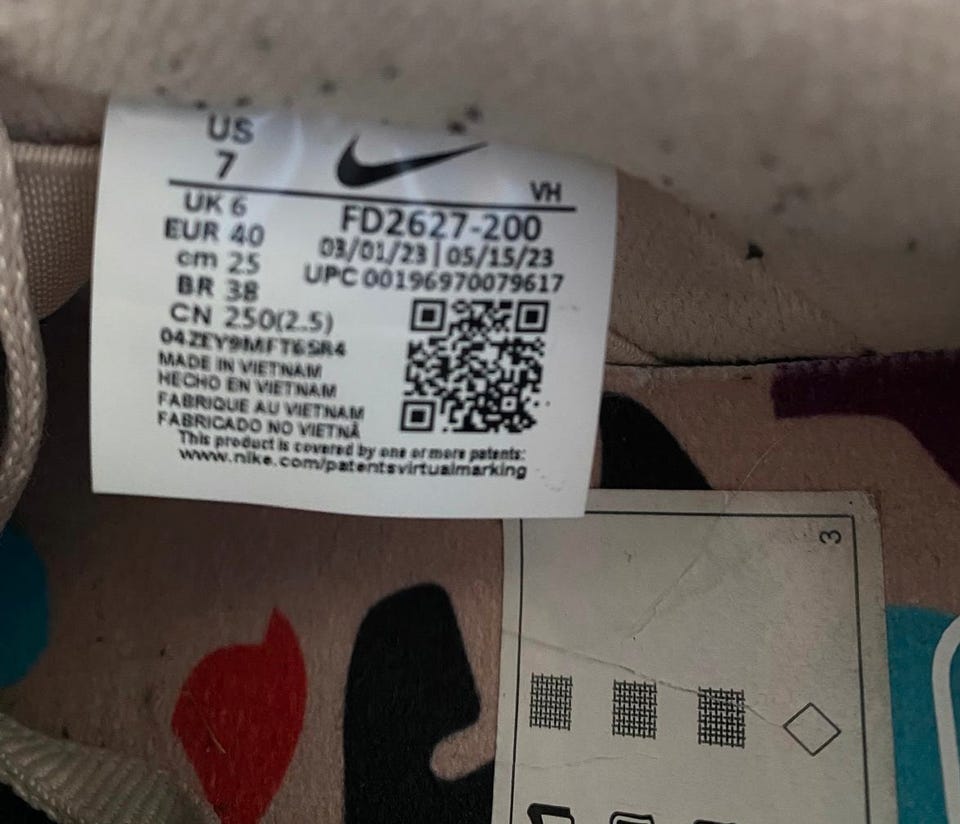 US
7
VH
UK 6
FD2627-200
EUR 40
03/01/23 | 05/15/23
cm 25
UPC 00196970079617
BR 38
CN 250(2.5)
04ZEY9MFT6SR4
MADE IN VIETNAM
HECHO EN VIETNAM
FABRIQUE AU VIETNAM
FABRICADO NO VIETNÃ
This product is covered by one or more patents:
www.nike.com/patentsvirtualmarking
3